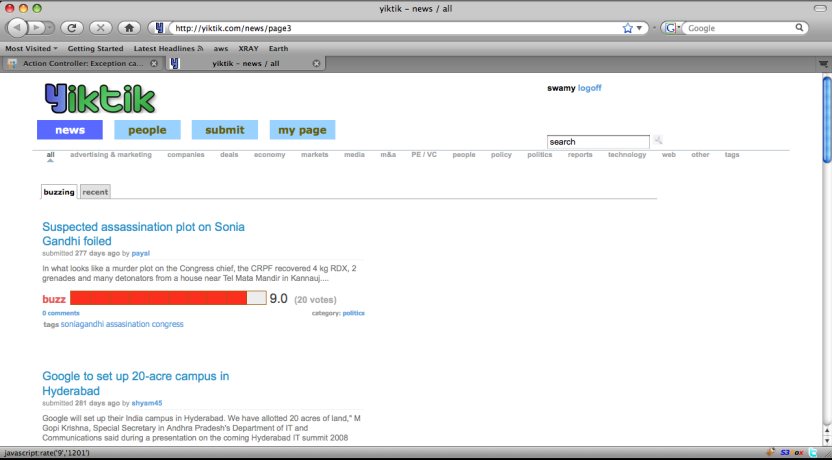 yiktik - news / all
http://yiktik.com/news/page3
Google
Most Visited Getting Started Latest Headlines aws XRAY Earth
Action Controller: Exception ca... yiktik - news / all
yiktik
swamy logoff
news people submit my page
search
all advertising & marketing companies deals economy markets media m&a PE / VC people policy politics reports technology web other tags
buzzing recent
Suspected assassination plot on Sonia
Gandhi foiled
submitted 277 days ago by payal
In what looks like a murder plot on the Congress chief, the CRPF recovered 4 kg RDX, 2
grenades and many detonators from a house near Tel Mata Mandir in Kannauj....
buzz 9.0 (20 votes)
0 comments category: politics
tags soniagandhi assasination congress
Google to set up 20-acre campus in
Hyderabad
submitted 281 days ago by shyam45
Google will set up their India campus in Hyderabad. We have allotted 20 acres of land," M
Gopi Krishna, Special Secretary in Andhra Pradesh's Department of IT and
Communications said during a presentation on the coming Hyderabad IT summit 2008
javascript:rate('9','1201') S3